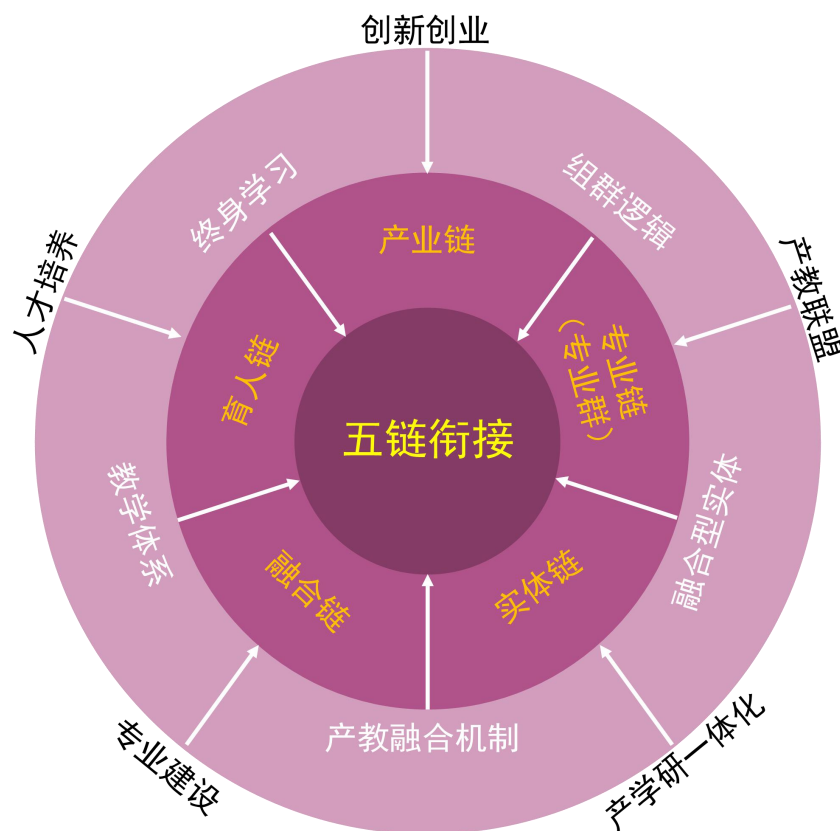 创新创业
终身学习
组群逻辑
产业链
人才培养
产教联盟
育人链
专业链
（专业群）
五链衔接
教学体系
融合型实体
融合链
实体链
产教融合机制
专业建设
产学研一体化